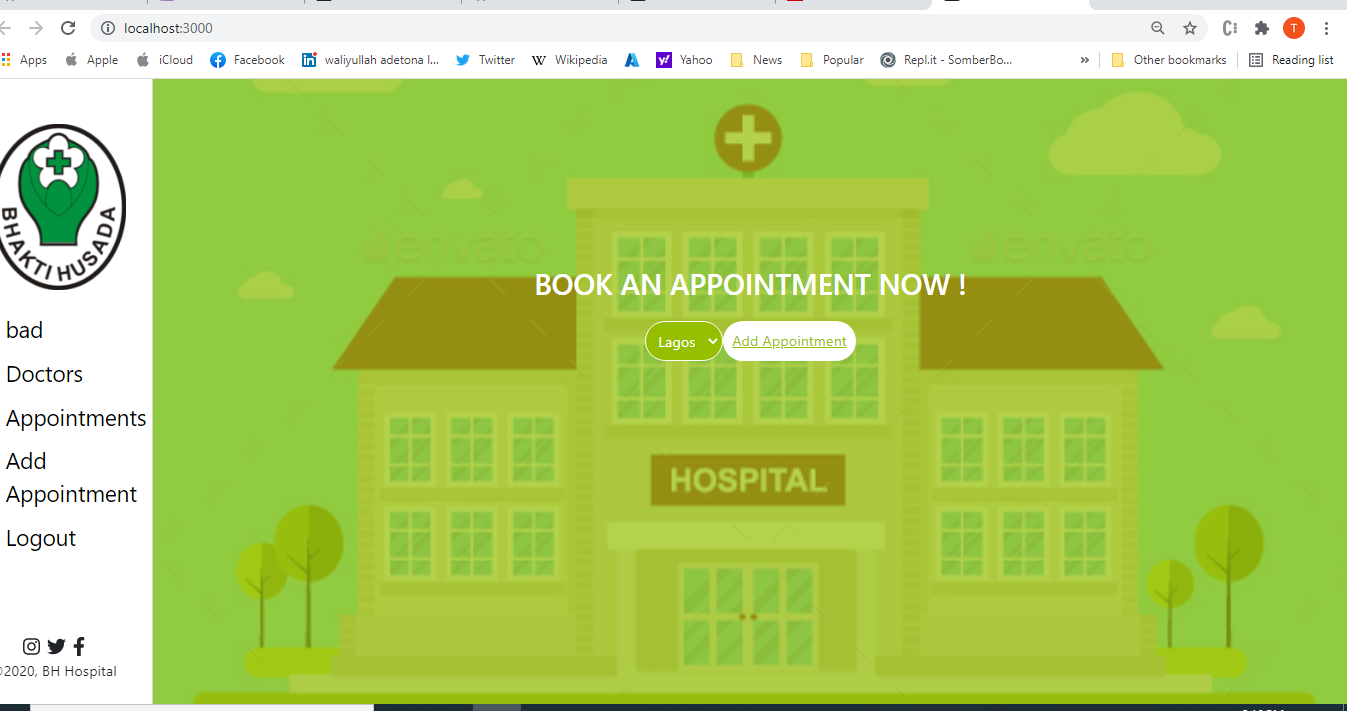 localhost:3000
T
Apps
Apple
iCloud
Facebook
waliyullah adetona l...
Twitter
Wikipedia
Yahoo
News
Popular
Repl.it - SomberBo...
»
Other bookmarks
Reading list
BHAKTI HUSADA
bad
Doctors
Appointments
Add
Appointment
Logout
©2020, BH Hospital
envato
envato
BOOK AN APPOINTMENT NOW !
Lagos
Add Appointment
HOSPITAL